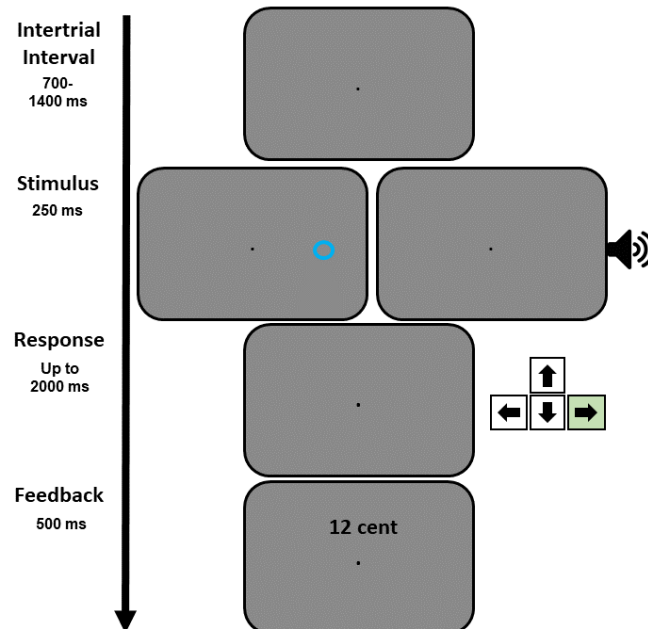 Intertrial
Interval
700-
1400 ms
Stimulus
250 ms
Response
Up to
2000 ms
Feedback
500 ms
12 cent